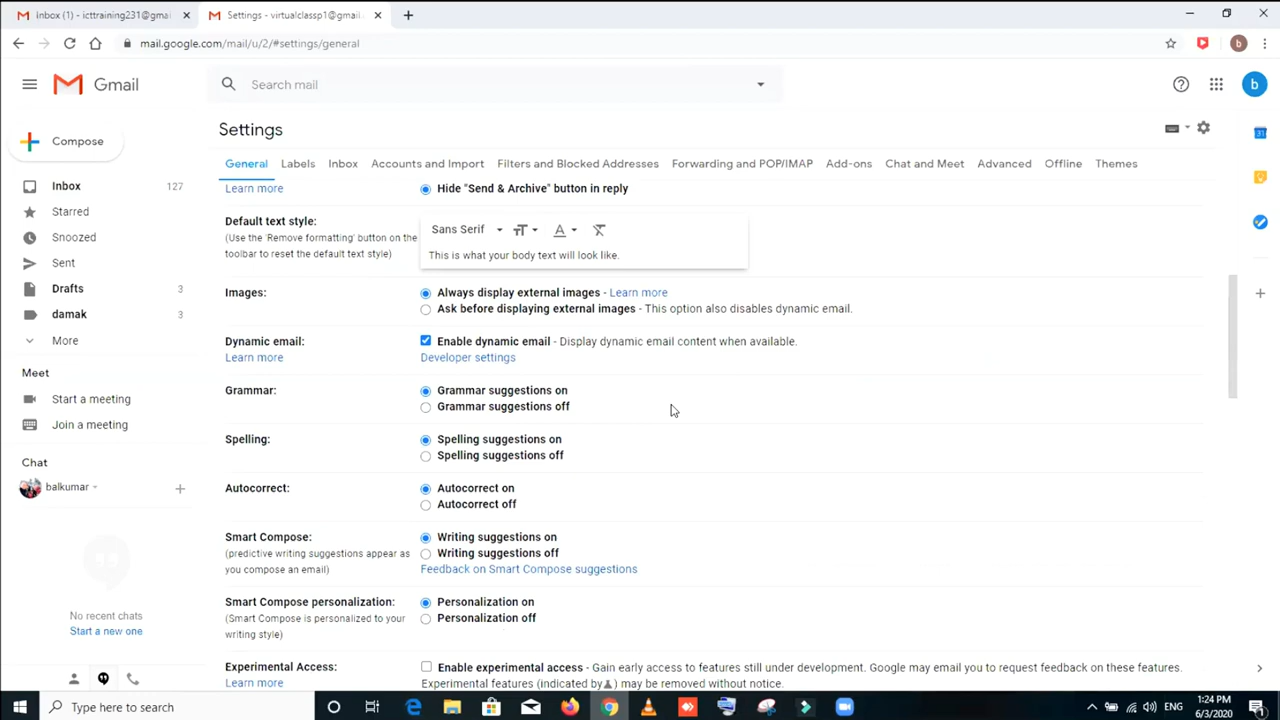 Inbox (1) - icttraining231@gmai
Settings - virtualclassp1@gmail.
mail.google.com/mail/u/2/#settings/general
b
Gmail
Search mail
b
Compose
Inbox 127
Starred
Snoozed
Sent
Drafts 3
damak 3
More
Meet
Start a meeting
Join a meeting
Chat
balkumar
No recent chats
Start a new one
Settings
General Labels Inbox Accounts and Import Filters and Blocked Addresses Forwarding and POP/IMAP Add-ons Chat and Meet Advanced Offline Themes
Learn more
Hide "Send & Archive" button in reply
Default text style:
(Use the 'Remove formatting' button on the
toolbar to reset the default text style)
Sans Serif
This is what your body text will look like.
Images:
Always display external images - Learn more
Ask before displaying external images - This option also disables dynamic email.
Dynamic email:
Learn more
Enable dynamic email - Display dynamic email content when available.
Developer settings
Grammar:
Grammar suggestions on
Grammar suggestions off
Spelling:
Spelling suggestions on
Spelling suggestions off
Autocorrect:
Autocorrect on
Autocorrect off
Smart Compose:
(predictive writing suggestions appear as
you compose an email)
Writing suggestions on
Writing suggestions off
Feedback on Smart Compose suggestions
Smart Compose personalization:
(Smart Compose is personalized to your
writing style)
Personalization on
Personalization off
Experimental Access:
Learn more
Enable experimental access - Gain early access to features still under development. Google may email you to request feedback on these features.
Experimental features (indicated by ) may be removed without notice.
31
Type here to search
ENG
1:24 PM
6/3/2020